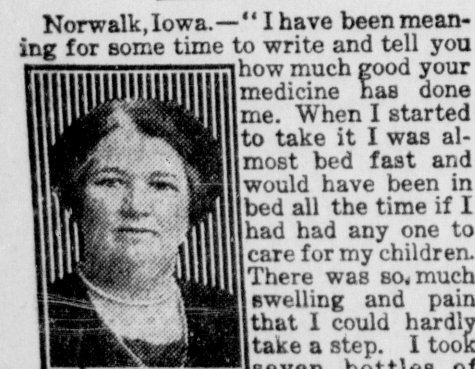 Norwalk, Iowa.—“I have been mean-
ing for some time to write and tell you
how much good your
medicine has done
me. When I started
to take it I was al-
most bed fast and
would have been in
bed all the time if I
had had any one to
care for my children.
There was so much
swelling and pain
that I could hardly
take a step. I took
seven bottles of